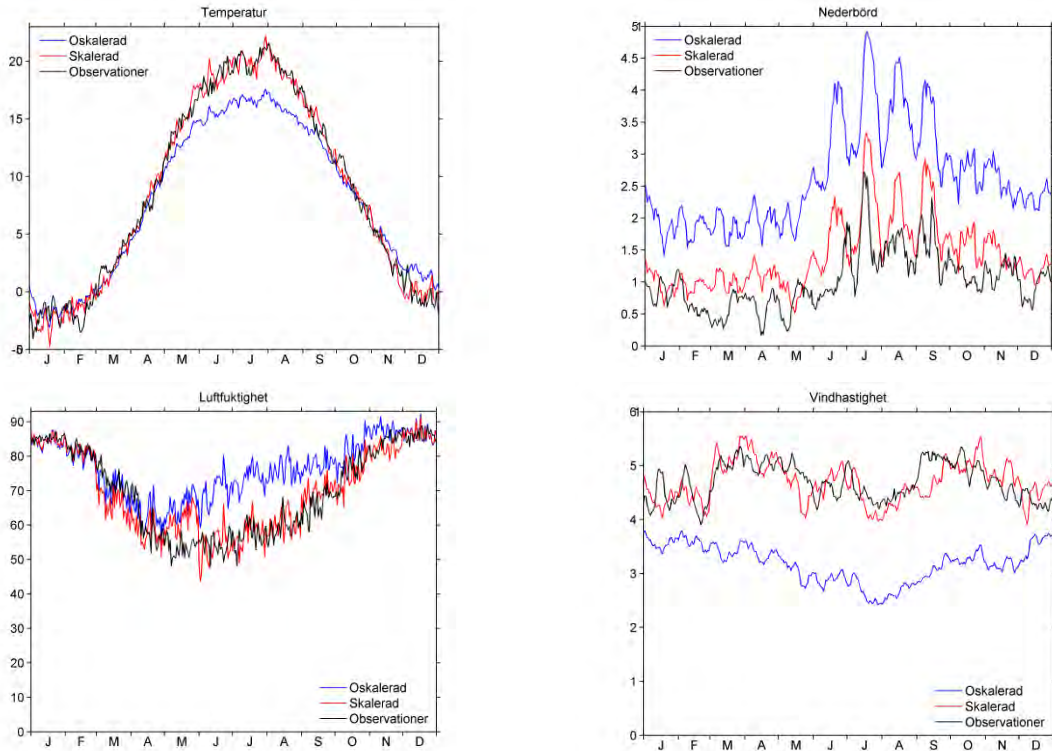 Temperatur
Oskalerad
Skalerad
Observationer
20
15
10
5
0
-5
J F M A M J J A S O N D
Nederbörd
Oskalerad
Skalerad
Observationer
5
4.5
4
3.5
3
2.5
2
1.5
1
0.5
0
J F M A M J J A S O N D
Luftfuktighet
90
80
70
60
50
40
30
20
10
0
Oskalerad
Skalerad
Observationer
J F M A M J J A S O N D
Vindhastighet
6
5
4
3
2
1
0
Oskalerad
Skalerad
Observationer
J F M A M J J A S O N D